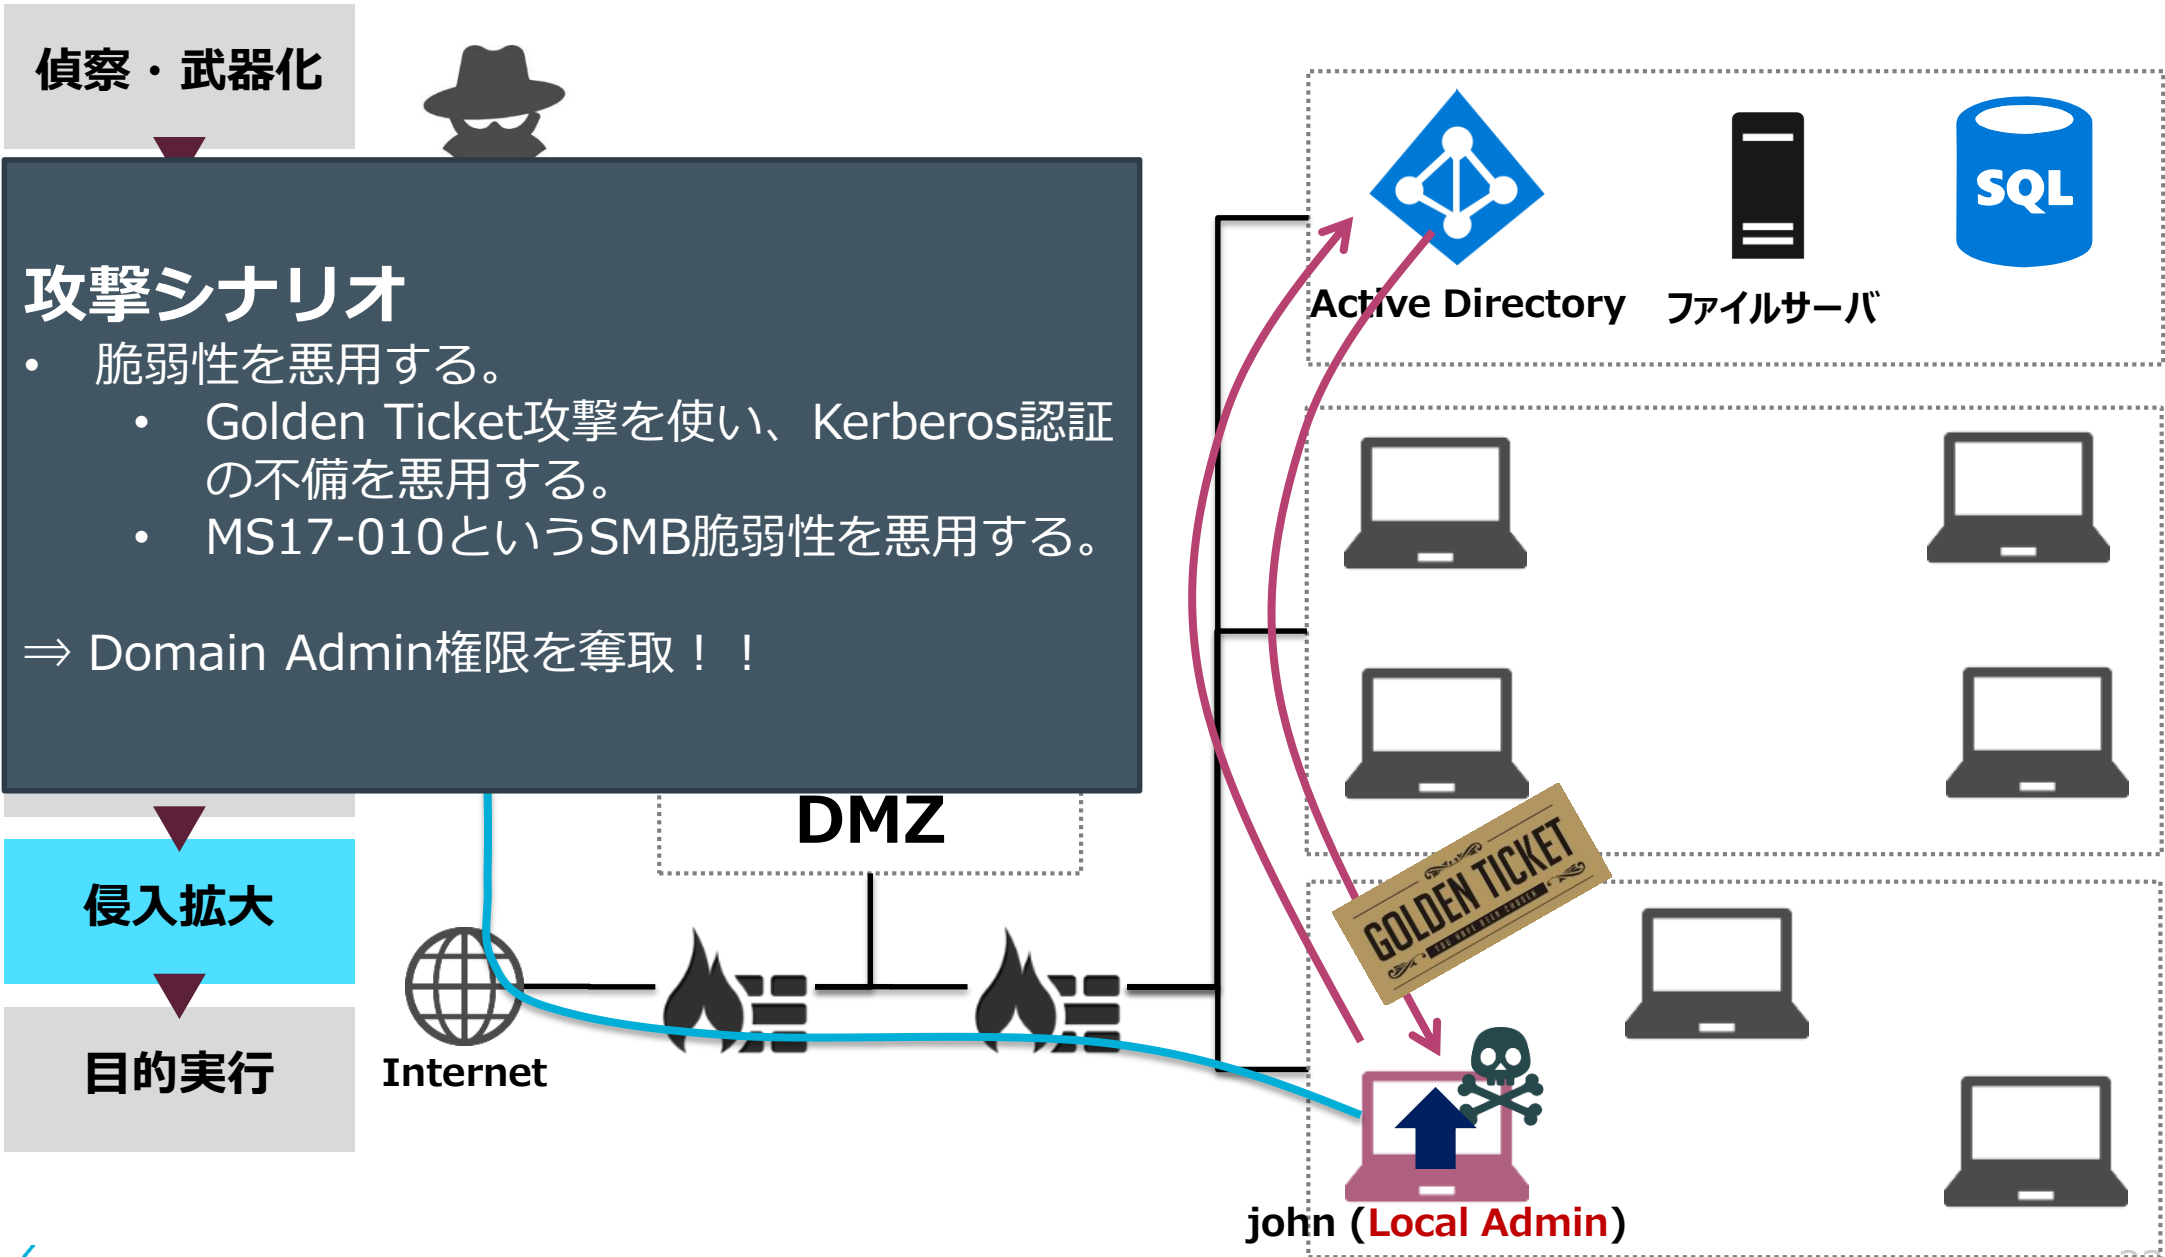 偵察・武器化
攻撃シナリオ
• 脆弱性を悪用する。
• Golden Ticket攻撃を使い、Kerberos認証
の不備を悪用する。
• MS17-010というSMB脆弱性を悪用する。
⇒ Domain Admin権限を奪取！！
侵入拡大
目的実行
DMZ
Internet
SQL
Active Directory
ファイルサーバ
GOLDEN TICKET
YOU HAVE BEEN CHOSEN
john (Local Admin)